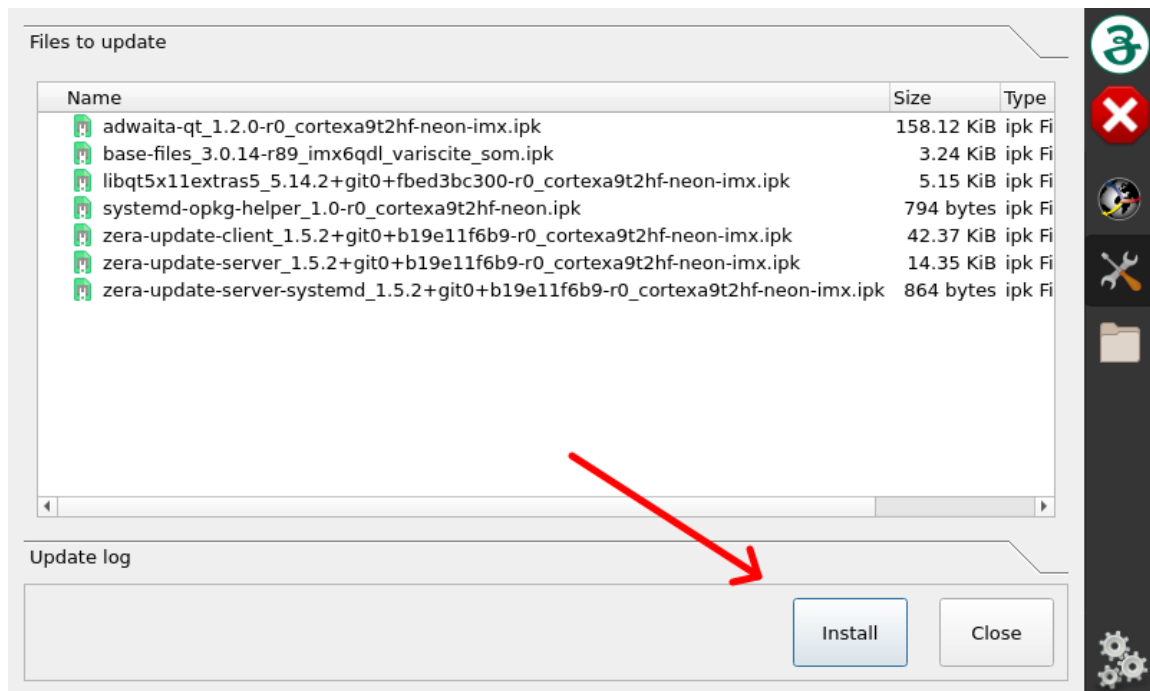 Files to update
Name Size Type
adwaita-qt_1.2.0-r0_cortexa9t2hf-neon-imx.ipk 158.12 KiB ipk Fi
base-files_3.0.14-r89_imx6qdl_variscite_som.ipk 3.24 KiB ipk Fi
libqt5x11extras5_5.14.2+git0+fbed3bc300-r0_cortexa9t2hf-neon-imx.ipk 5.15 KiB ipk Fi
systemd-opkg-helper_1.0-r0_cortexa9t2hf-neon.ipk 794 bytes ipk Fi
zera-update-client_1.5.2+git0+b19e11f6b9-r0_cortexa9t2hf-neon-imx.ipk 42.37 KiB ipk Fi
zera-update-server_1.5.2+git0+b19e11f6b9-r0_cortexa9t2hf-neon-imx.ipk 14.35 KiB ipk Fi
zera-update-server-systemd_1.5.2+git0+b19e11f6b9-r0_cortexa9t2hf-neon-imx.ipk 864 bytes ipk Fi
Update log
Install Close